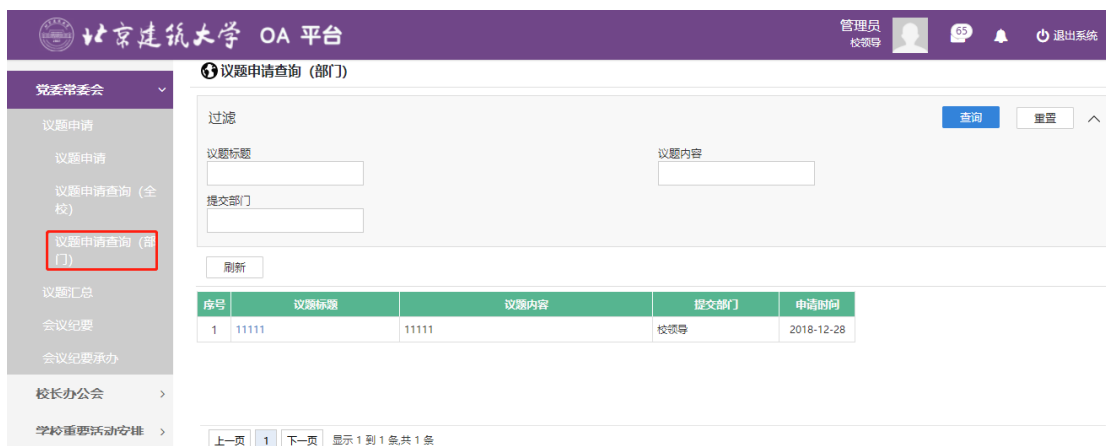 北京建筑大学 OA 平台
管理员
校领导
65
退出系统
党委常委会
议题申请
议题申请
议题申请查询（全
校）
议题申请查询（部
门）
议题汇总
会议纪要
会议纪要承办
校长办公会
学校重要活动安排
议题申请查询（部门）
过滤
查询
重置
议题标题
议题内容
提交部门
刷新
序号 议题标题 议题内容 提交部门 申请时间
1 11111 11111 校领导 2018-12-28
上一页 1 下一页 显示 1 到 1 条,共 1 条